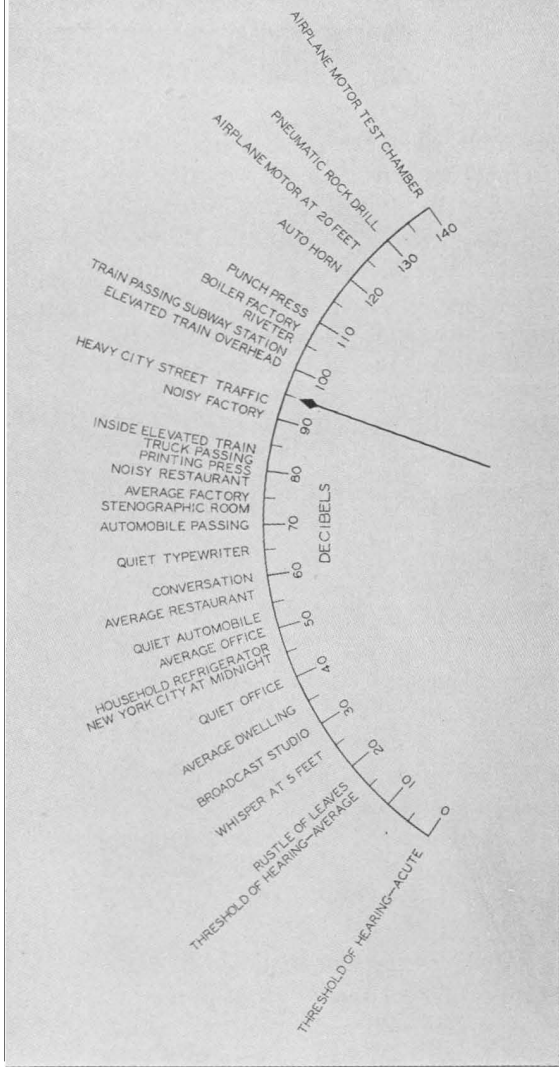 AIRPLANE MOTOR TEST CHAMBER
PNEUMATIC ROCK DRILL
AIRPLANE MOTOR AT 20 FEET
AUTO HORN
PUNCH PRESS
BOILER FACTORY
RIVETER
TRAIN PASSING SUBWAY STATION
ELEVATED TRAIN OVERHEAD
HEAVY CITY STREET TRAFFIC
NOISY FACTORY
INSIDE ELEVATED TRAIN
TRUCK PASSING
PRINTING PRESS
NOISY RESTAURANT
AVERAGE FACTORY
STENOGRAPHIC ROOM
AUTOMOBILE PASSING
QUIET TYPEWRITER
CONVERSATION
AVERAGE RESTAURANT
QUIET AUTOMOBILE
AVERAGE OFFICE
HOUSEHOLD REFRIGERATOR
NEW YORK CITY AT MIDNIGHT
QUIET OFFICE
AVERAGE DWELLING
BROADCAST STUDIO
WHISPER AT 5 FEET
RUSTLE OF LEAVES
THRESHOLD OF HEARING—AVERAGE
THRESHOLD OF HEARING—ACUTE
140
130
120
110
100
90
80
70
60
50
40
30
20
10
0
DECIBELS